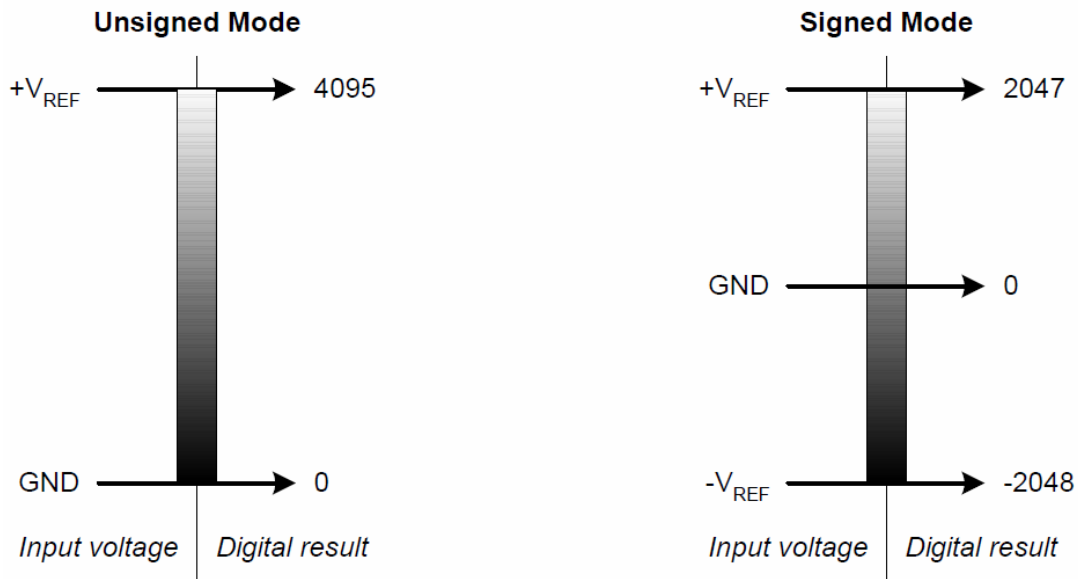 Unsigned Mode
+VREF
4095
GND
0
Input voltage
Digital result
Signed Mode
+VREF
2047
GND
0
-VREF
-2048
Input voltage
Digital result